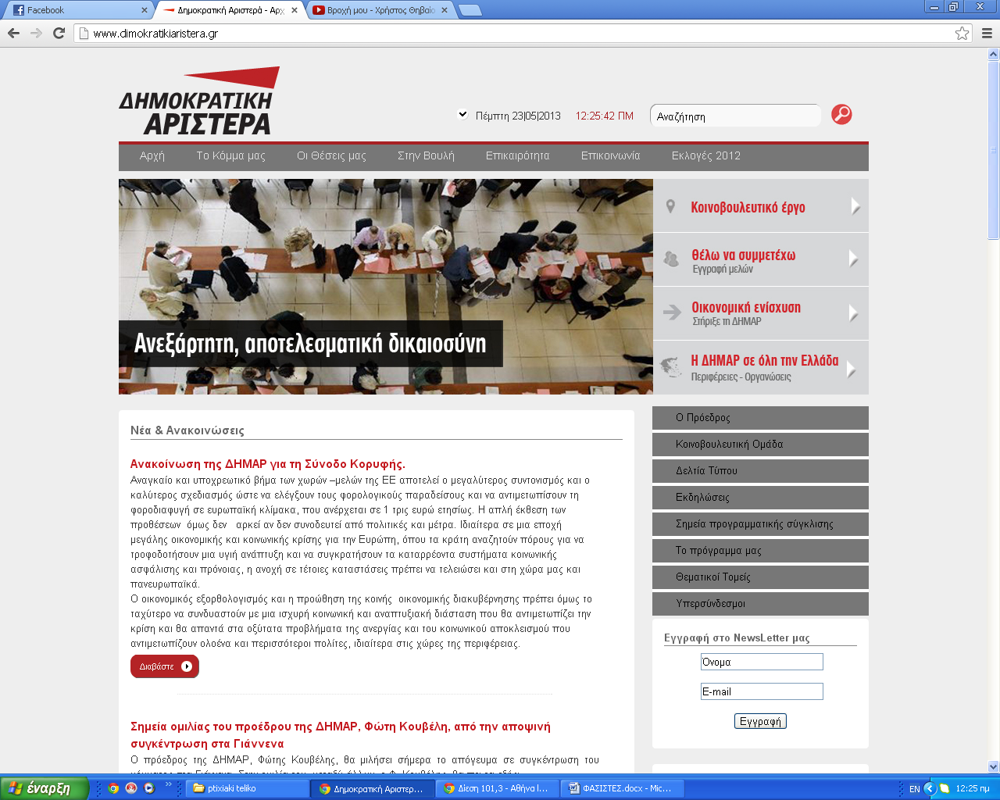 Facebook
Δημοκρατική Αριστερά - Αρχ
Βροχή μου - Χρήστος Θηβαίο
www.dimokratikiaristera.gr
ΔΗΜΟΚΡΑΤΙΚΗ
ΑΡΙΣΤΕΡΑ
Πέμπτη 23|05|2013 12:25:42 ΠΜ
Αναζήτηση
Αρχή Το Κόμμα μας Οι Θέσεις μας Στην Βουλή Επικαιρότητα Επικοινωνία Εκλογές 2012
Ανεξάρτητη, αποτελεσματική δικαιοσύνη
Κοινοβουλευτικό έργο
Θέλω να συμμετέχω
Εγγραφή μελών
Οικονομική ενίσχυση
Στήριξε τη ΔΗΜΑΡ
Η ΔΗΜΑΡ σε όλη την Ελλάδα
Περιφέρειες - Οργανώσεις
Νέα & Ανακοινώσεις
Ανακοίνωση της ΔΗΜΑΡ για τη Σύνοδο Κορυφής.
Αναγκαίο και υποχρεωτικό βήμα των χωρών –μελών της ΕΕ αποτελεί ο μεγαλύτερος συντονισμός και ο
καλύτερος σχεδιασμός ώστε να ελέγξουν τους φορολογικούς παραδείσους και να αντιμετωπίσουν τη
φοροδιαφυγή σε ευρωπαϊκή κλίμακα, που ανέρχεται σε 1 τρις ευρώ ετησίως. Η απλή έκθεση των
προθέσεων όμως δεν αρκεί αν δεν συνοδευτεί από πολιτικές και μέτρα. Ιδιαίτερα σε μια εποχή
μεγάλης οικονομικής και κοινωνικής κρίσης για την Ευρώπη, όπου τα κράτη αναζητούν πόρους για να
τροφοδοτήσουν μια υγιή ανάπτυξη και να συγκρατήσουν τα καταρρέοντα συστήματα κοινωνικής
ασφάλισης και πρόνοιας, η ανοχή σε τέτοιες καταστάσεις πρέπει να τελειώσει και στη χώρα μας και
πανευρωπαϊκά.
Ο οικονομικός εξορθολογισμός και η προώθηση της κοινής οικονομικής διακυβέρνησης πρέπει όμως το
ταχύτερο να συνδυαστούν με μια ισχυρή κοινωνική και αναπτυξιακή διάσταση που θα αντιμετωπίζει την
κρίση και θα απαντά στα οξύτατα προβλήματα της ανεργίας και του κοινωνικού αποκλεισμού που
αντιμετωπίζουν ολοένα και περισσότεροι πολίτες, ιδιαίτερα στις χώρες της περιφέρειας.
Διαβάστε
Σημεία ομιλίας του προέδρου της ΔΗΜΑΡ, Φώτη Κουβέλη, από την αποψινή
συγκέντρωση στα Γιάννενα
Ο πρόεδρος της ΔΗΜΑΡ, Φώτης Κουβέλης, θα μιλήσει σήμερα το απόγευμα σε συγκέντρωση του
Ο Πρόεδρος
Κοινοβουλευτική Ομάδα
Δελτία Τύπου
Εκδηλώσεις
Σημεία προγραμματικής σύγκλισης
Το πρόγραμμα μας
Θεματικοί Τομείς
Υπερσύνδεσμοι
Εγγραφή στο NewsLetter μας
Όνομα
E-mail
Εγγραφή
έναρξη
ptixiaki teliko
Δημοκρατική Αριστερ...
Δίεση 101,3 - Αθήνα l...
ΦΑΣΙΣΤΕΣ.docx - Mic...
EN
12:25 πμ